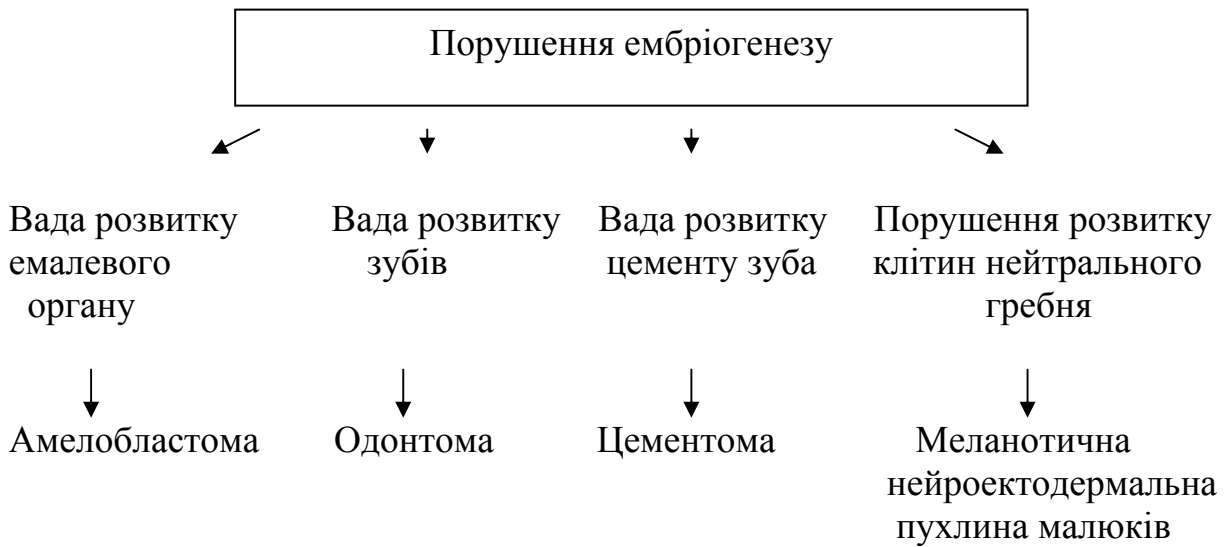 Порушення ембріогенезу
Вада розвитку
емалевого
органу
Вада розвитку
зубів
Вада розвитку
цементу зуба
Порушення розвитку
клітин нейтрального
гребня
Амелобластома
Одонтома
Цементома
Меланотична
нейроектодермальна
пухлина малюків